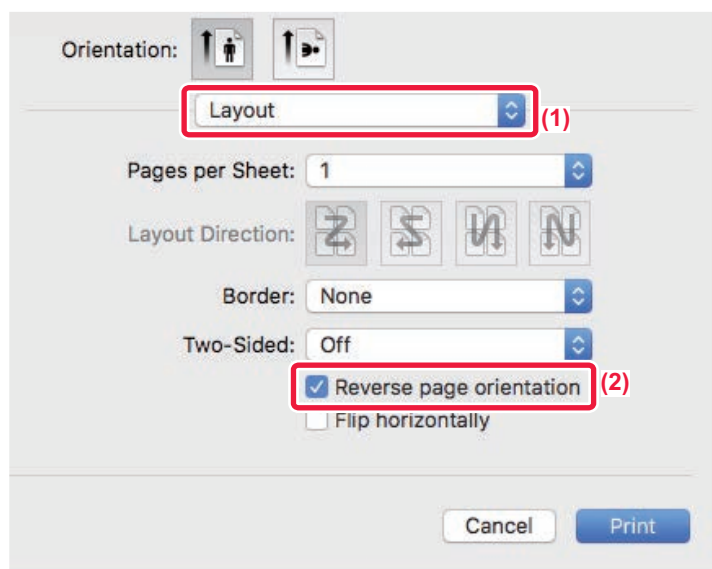 Orientation:
Layout
(1)
Pages per Sheet: 1
Layout Direction:
Border: None
Two-Sided: Off
Reverse page orientation
(2)
Flip horizontally
Cancel Print